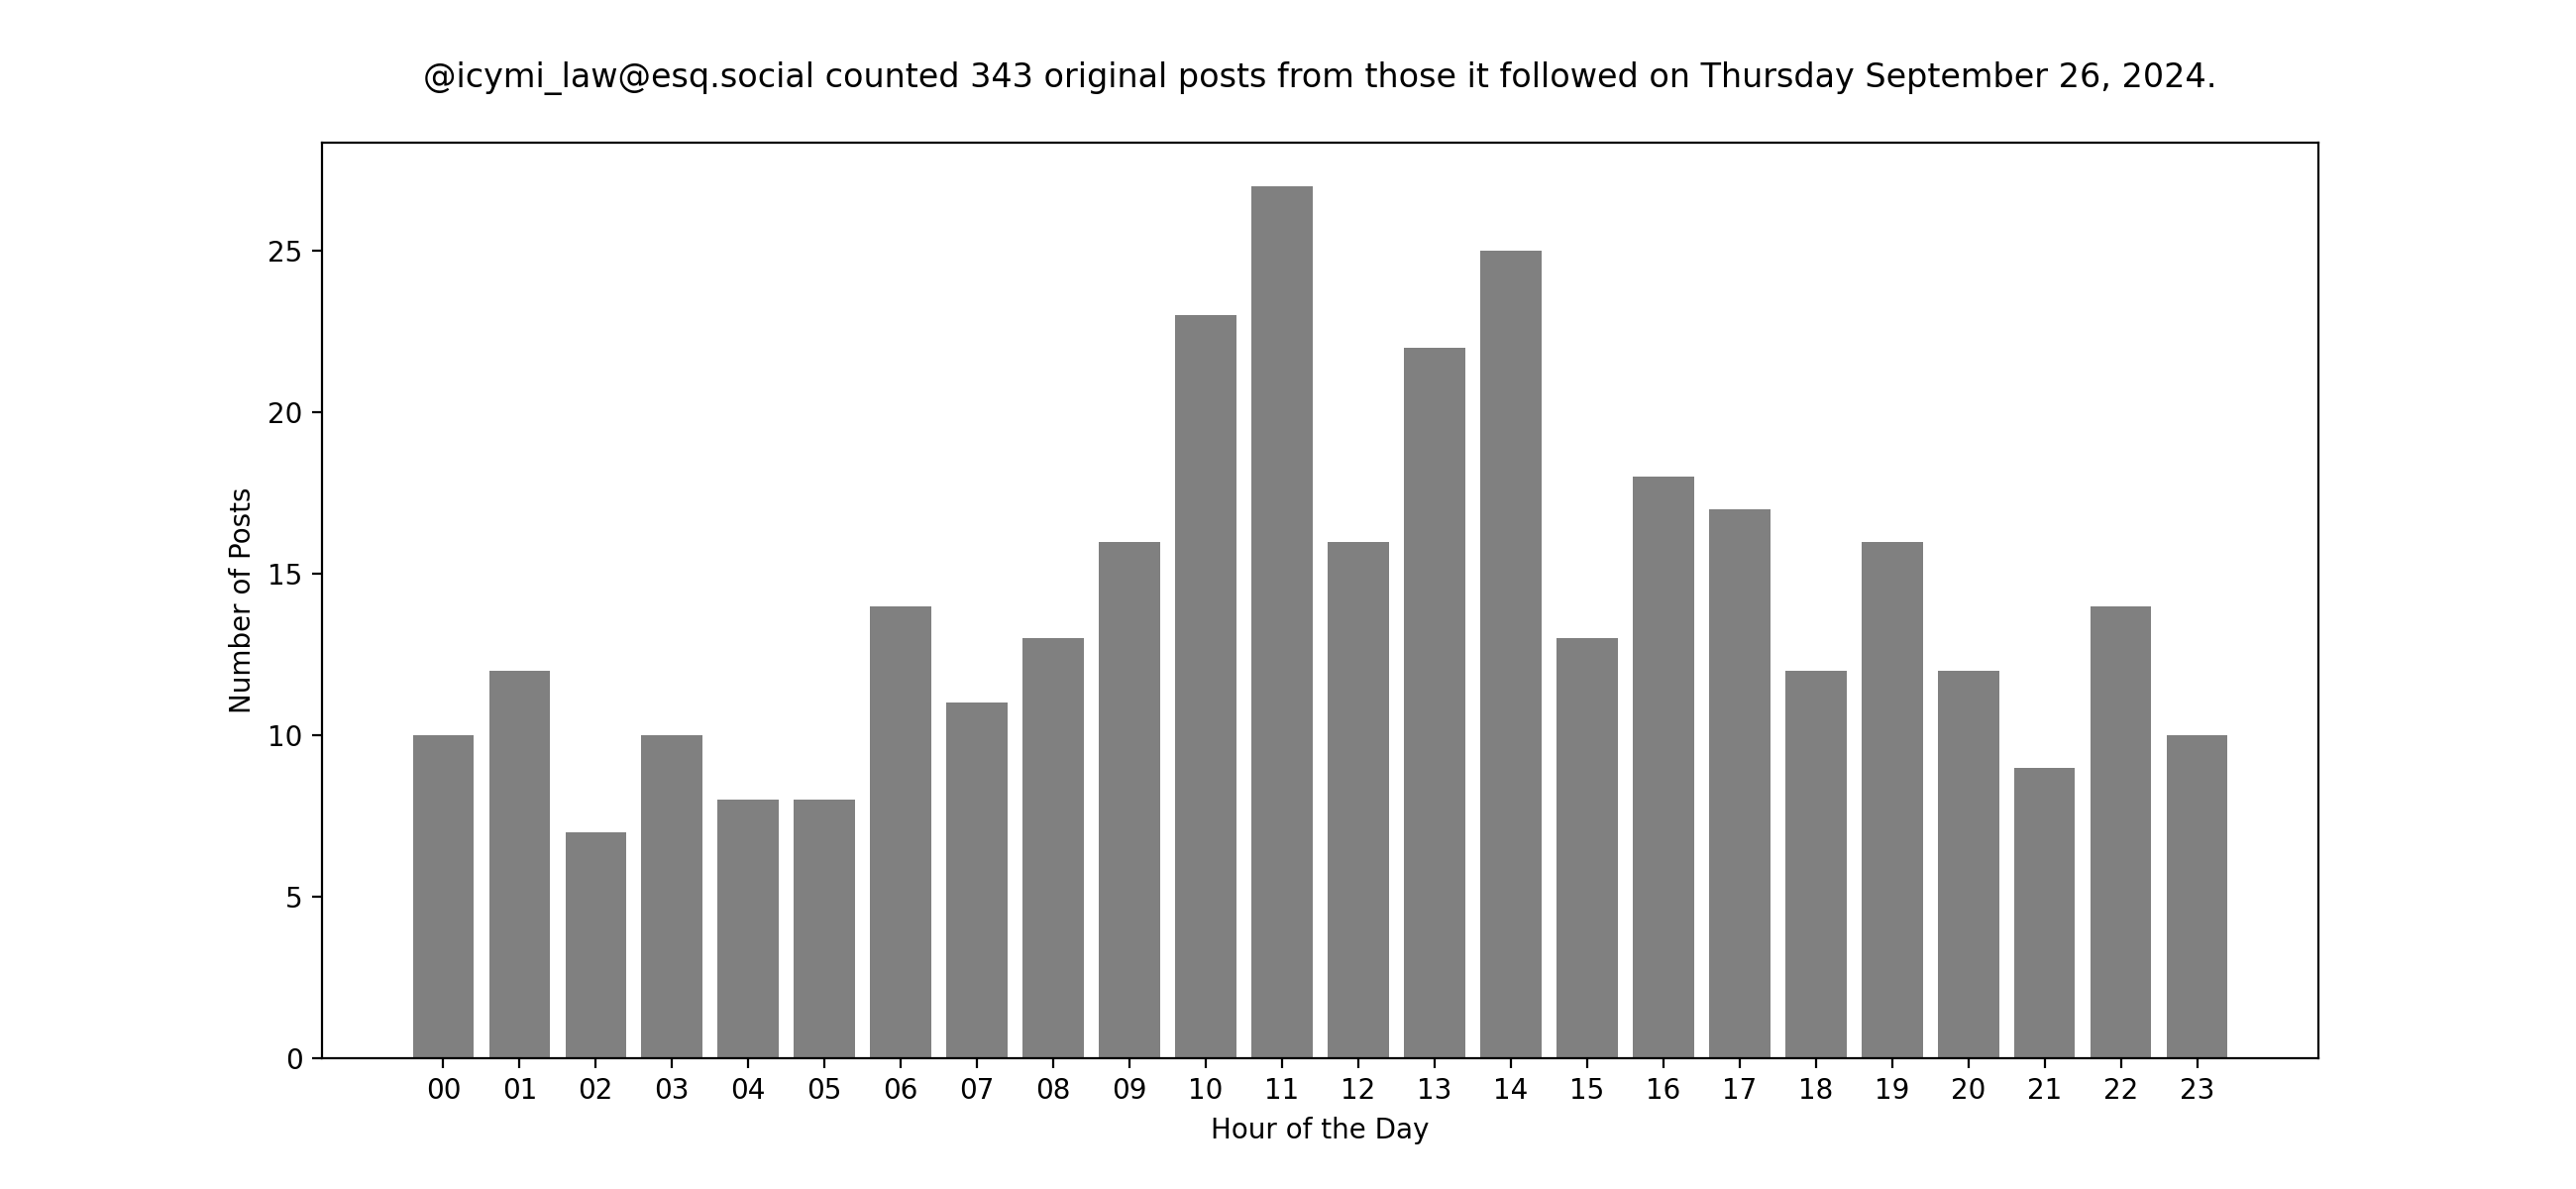 @icymi_law@esq.social counted 343 original posts from those it followed on Thursday September 26, 2024.
Number of Posts
25
20
15
10
5
0
00 01 02 03 04 05 06 07 08 09 10 11 12 13 14 15 16 17 18 19 20 21 22 23
Hour of the Day